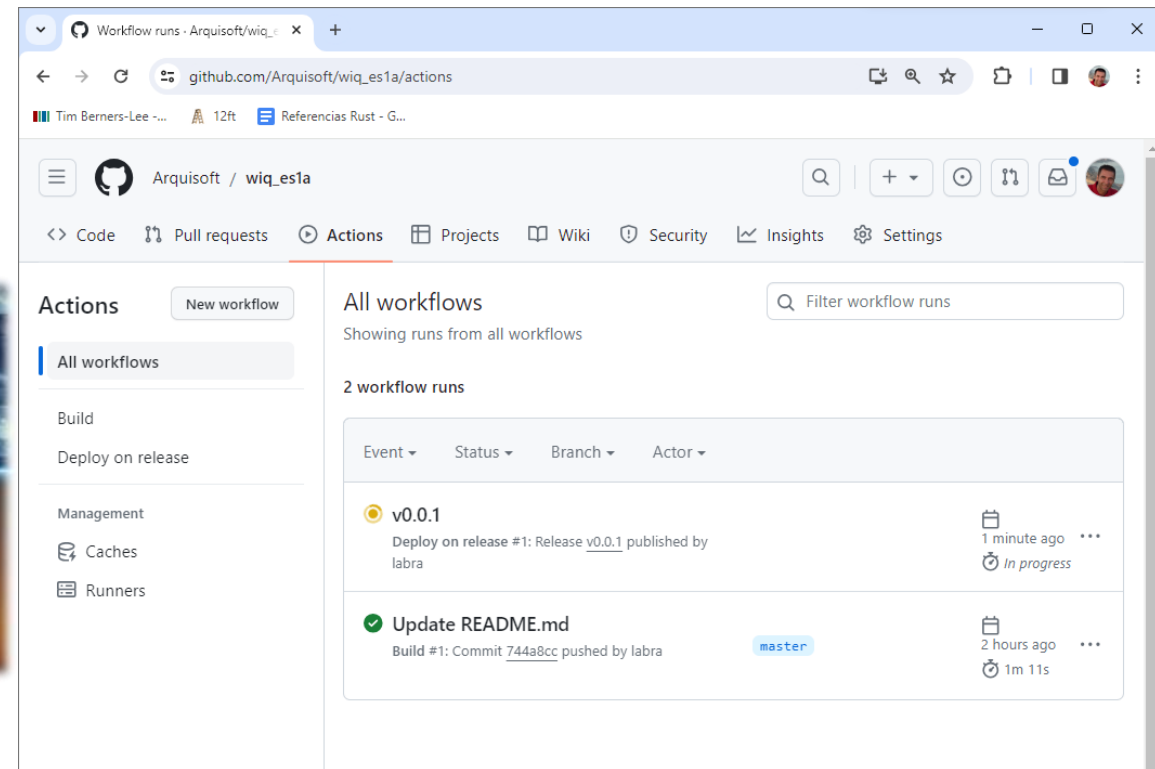 Workflow runs · Arquisoft/wiq_e
github.com/Arquisoft/wiq_es1a/actions
Tim Berners-Lee -... 12ft Referencias Rust - G...
Arquisoft / wiq_es1a
Code Pull requests Actions Projects Wiki Security Insights Settings
Actions New workflow
All workflows
Build
Deploy on release
Management
Caches
Runners
All workflows
Filter workflow runs
Showing runs from all workflows
2 workflow runs
Event Status Branch Actor
v0.0.1
Deploy on release #1: Release v0.0.1 published by
labra
1 minute ago
In progress
Update README.md
Build #1: Commit 744a8cc pushed by labra
master
2 hours ago
1m 11s